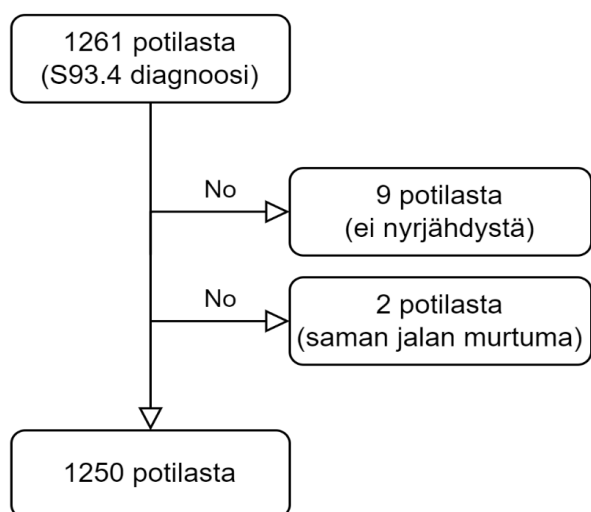 1261 potilasta
(S93.4 diagnoosi)
No
9 potilasta
(ei nyrjähdystä)
No
2 potilasta
(saman jalan murtuma)
1250 potilasta